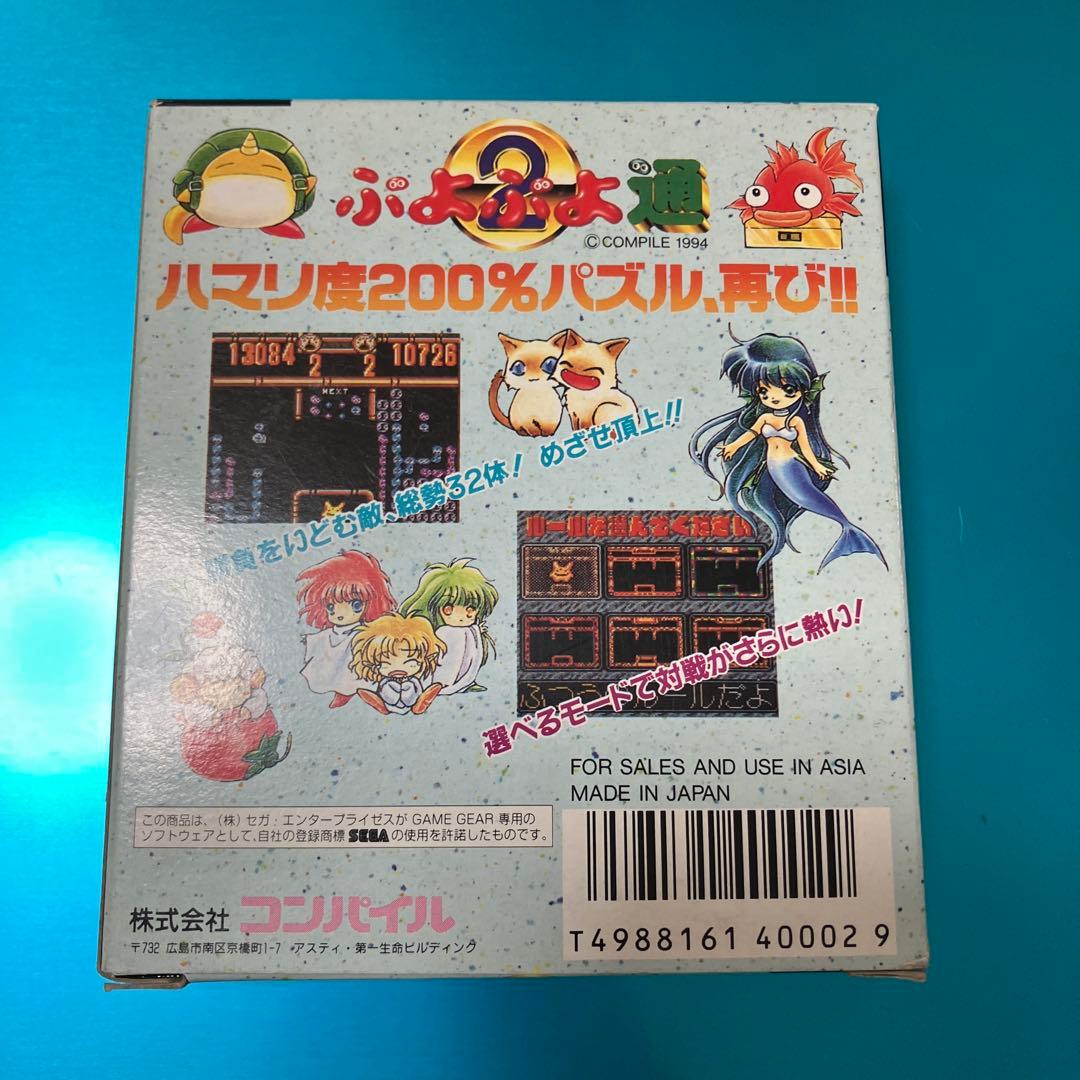 ぷよぷよ通
2
©COMPILE 1994
ハマリ度200%パズル、再び!!
13084 2 2 10726
NEXT
負をいどむ敵、総勢32体! めざせ頂上!!
ルールを選んでください
ルールだよ
選べるモードで対戦がさらに熱い!
FOR SALES AND USE IN ASIA
MADE IN JAPAN
この商品は、(株)セガ・エンタープライゼスがGAME GEAR専用の
ソフトウェアとして、自社の登録商標SEGAの使用を許諾したものです。
株式会社 コンパイル
〒732 広島市南区京橋町1-7 アスティ・第一生命ビルディング
T4988161 40002 9